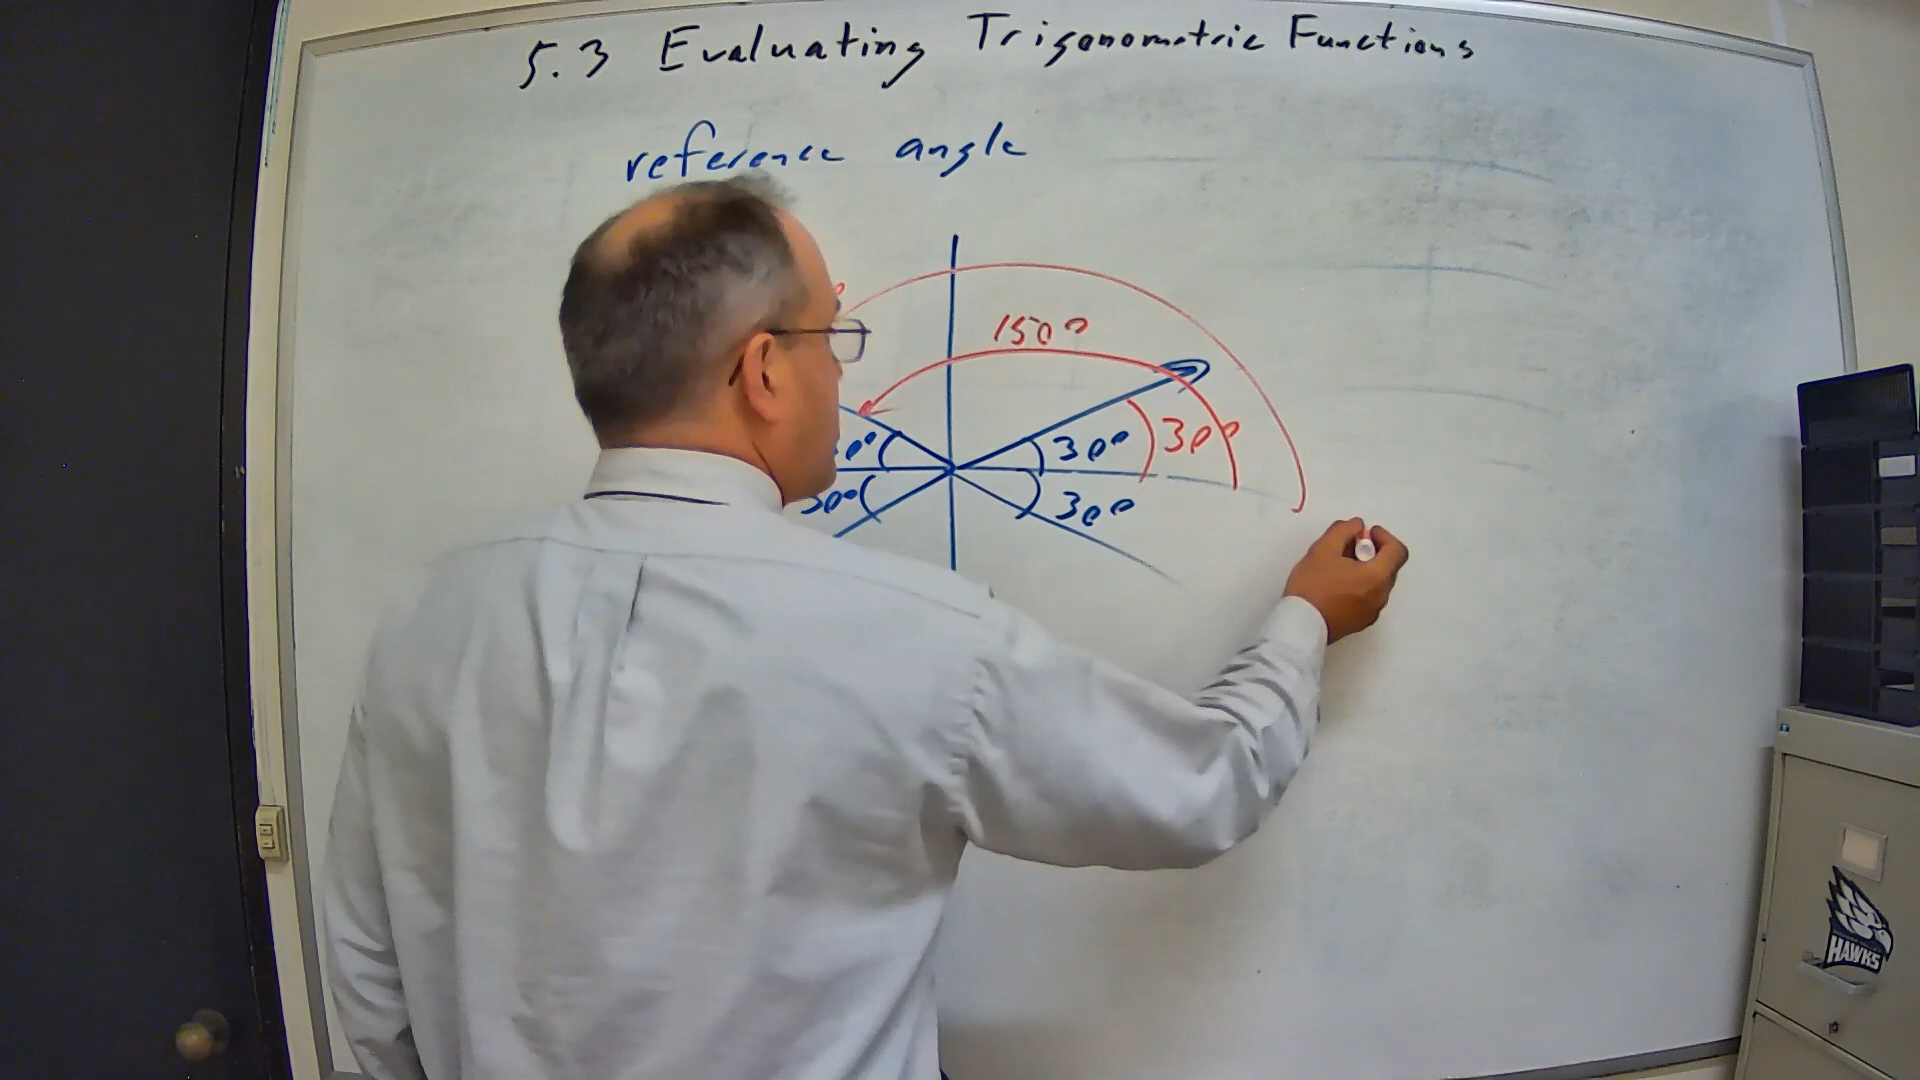 5.3 Evaluating Trigonometric Functions
reference angle
150°
30° 30°
30°
HAWKS